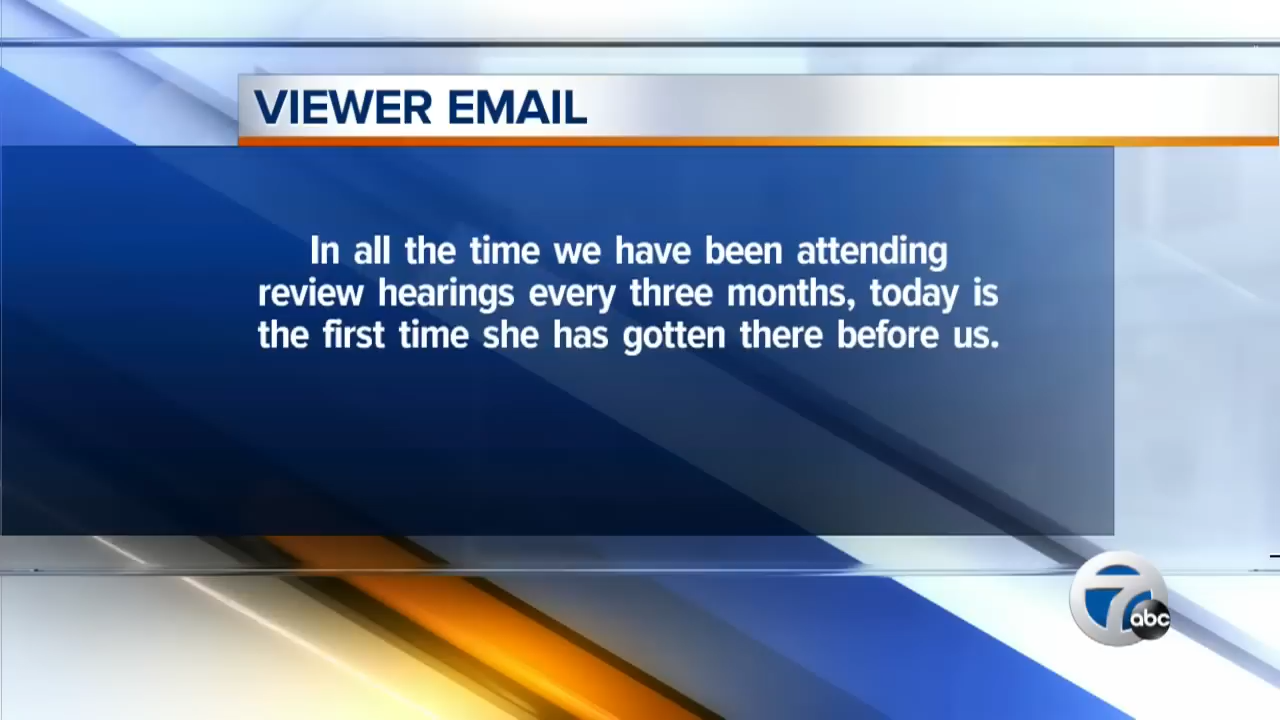 VIEWER EMAIL
In all the time we have been attending
review hearings every three months, today is
the first time she has gotten there before us.
7
abc